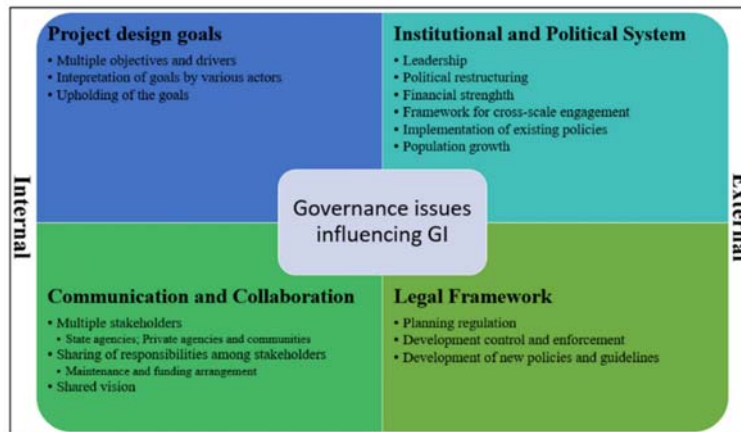 Project design goals
• Multiple objectives and drivers
• Intepretation of goals by various actors
• Upholding of the goals
Institutional and Political System
• Leadership
• Political restructuring
• Financial strenghth
• Framework for cross-scale engagement
• Implementation of existing policies
• Population growth
Internal
Governance issues
influencing GI
External
Communication and Collaboration
• Multiple stakeholders
• State agencies; Private agencies and communities
• Sharing of responsibilities among stakeholders
• Maintenance and funding arrangement
• Shared vision
Legal Framework
• Planning regulation
• Development control and enforcement
• Development of new policies and guidelines